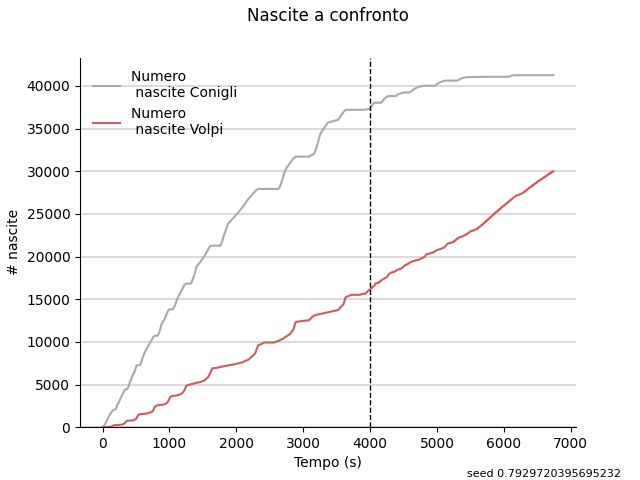 Nascite a confronto
Numero
nascite Conigli
Numero
nascite Volpi
# nascite
40000
35000
30000
25000
20000
15000
10000
5000
0
0 1000 2000 3000 4000 5000 6000 7000
Tempo (s)
seed 0.7929720395695232